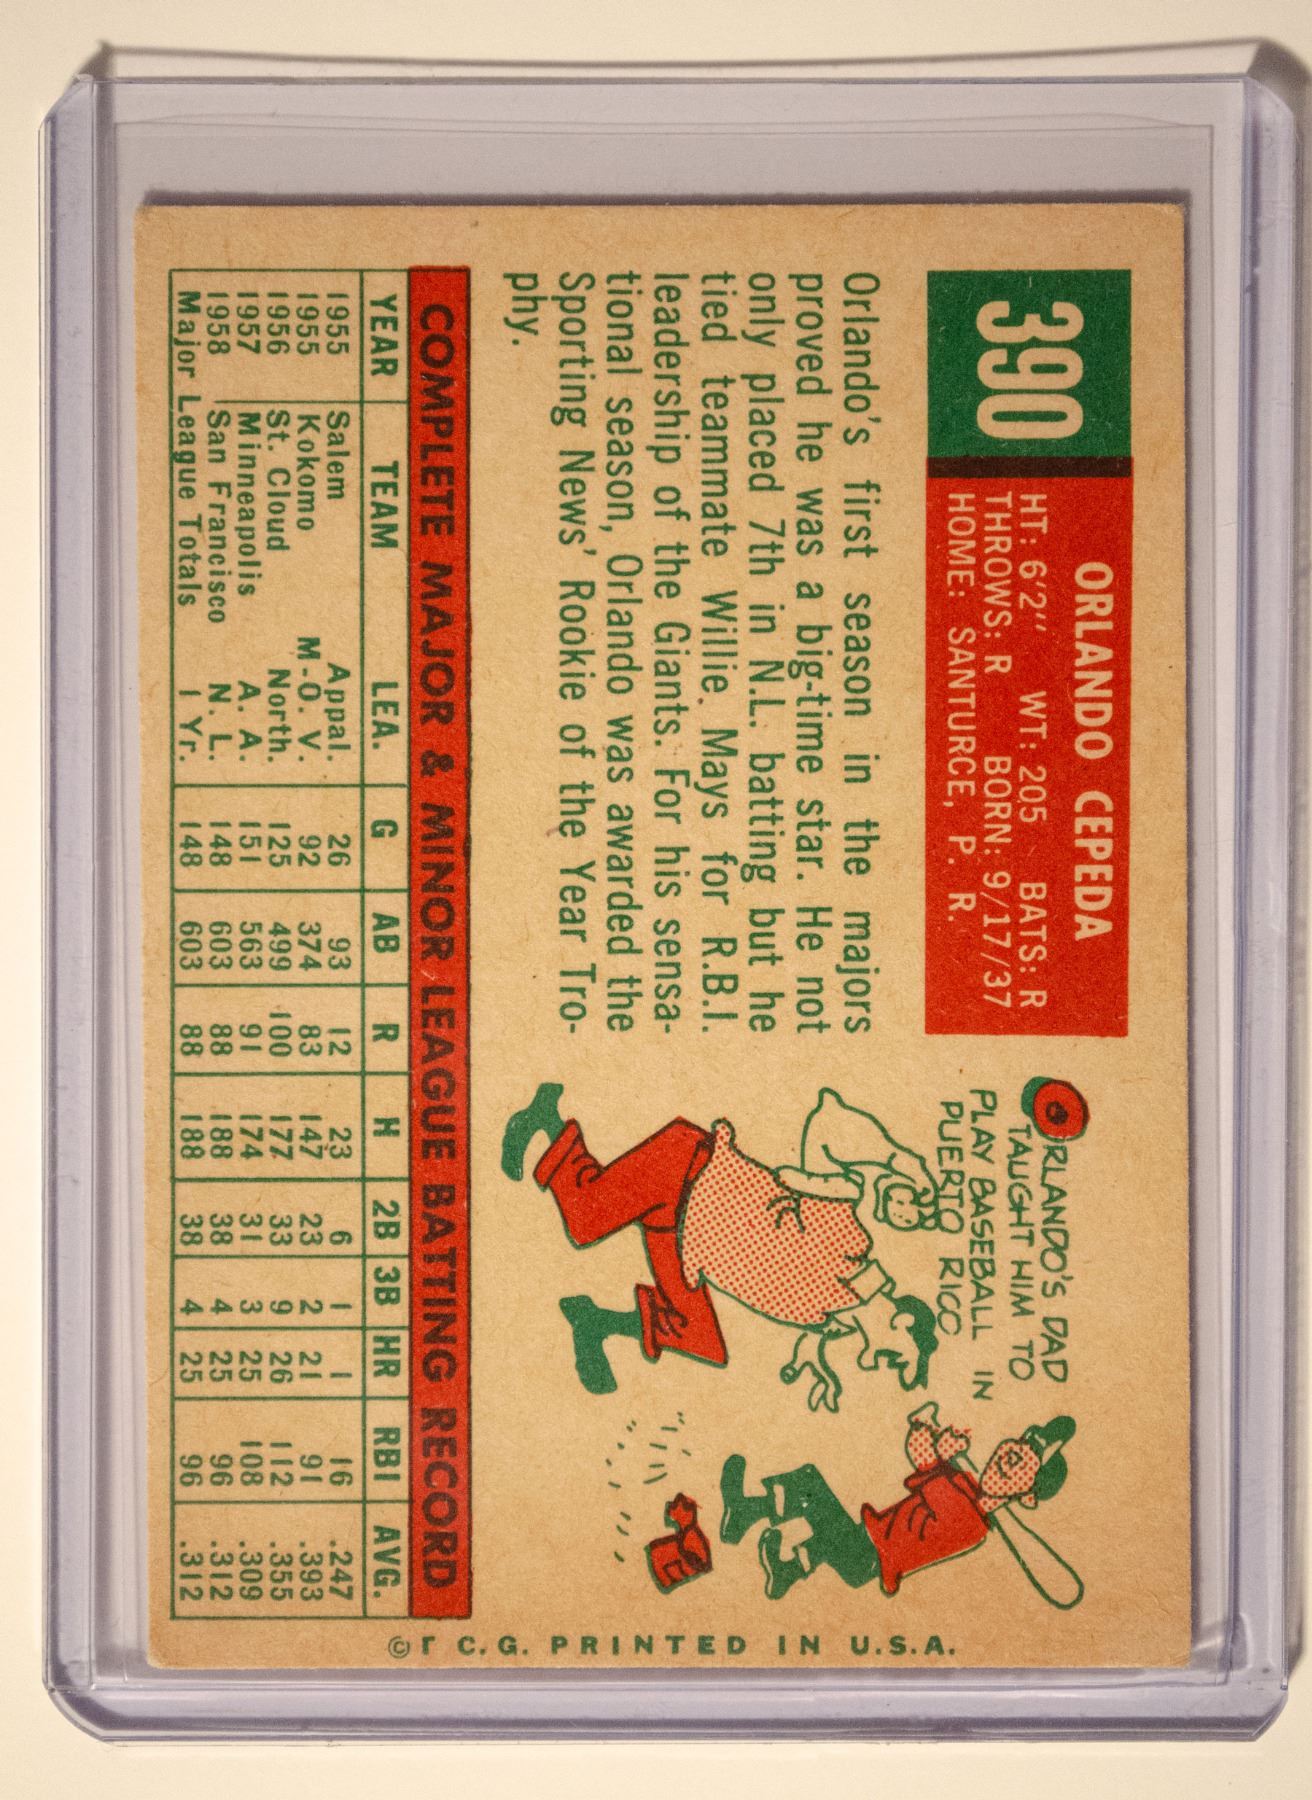 390
ORLANDO CEPEDA
HT: 6'2" WT: 205 BATS: R
THROWS: R BORN: 9/17/37
HOME: SANTURCE, P. R.
Orlando's first season in the majors
proved he was a big-time star. He not
only placed 7th in N.L. batting but he
tied teammate Willie Mays for R.B.I.
leadership of the Giants. For his sensa-
tional season, Orlando was awarded the
Sporting News' Rookie of the Year Tro-
phy.
ORLANDO'S DAD
TAUGHT HIM TO
PLAY BASEBALL IN
PUERTO RICO
COMPLETE MAJOR & MINOR LEAGUE BATTING RECORD
YEAR TEAM LEA. G AB R H 2B 3B HR RBI AVG.
1955 Salem Appal. 26 93 12 23 6 1 1 16 .247
1955 Kokomo M-O. V. 92 374 83 147 23 2 21 91 .393
1956 St. Cloud North. 125 499 100 177 33 9 26 112 .355
1957 Minneapolis A. A. 151 563 91 174 31 3 25 108 .309
1958 San Francisco N. L. 148 603 88 188 38 4 25 96 .312
Major League Totals 1 Yr. 148 603 88 188 38 4 25 96 .312
© T C. G. PRINTED IN U.S.A.